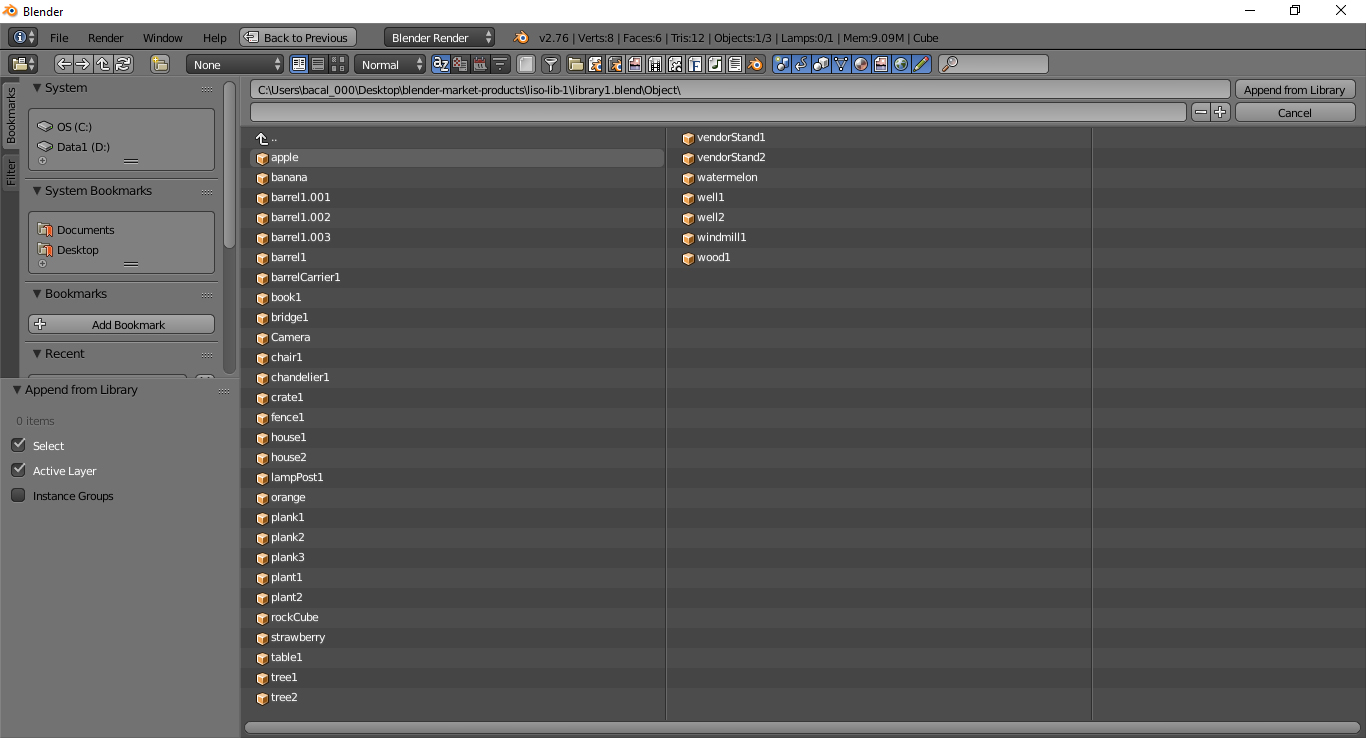 Blender
File Render Window Help Back to Previous Blender Render v2.76 | Verts:8 | Faces:6 | Tris:12 | Objects:1/3 | Lamps:0/1 | Mem:9.09M | Cube
None Normal az F
Bookmarks
Filter
System
OS (C:)
Data1 (D:)
System Bookmarks
Documents
Desktop
Bookmarks
Add Bookmark
Recent
Append from Library
0 items
Select
Active Layer
Instance Groups
C:\Users\bacal_000\Desktop\blender-market-products\liso-lib-1\library1.blend\Object\
Append from Library
Cancel
..
apple
banana
barrel1.001
barrel1.002
barrel1.003
barrel1
barrelCarrier1
book1
bridge1
Camera
chair1
chandelier1
crate1
fence1
house1
house2
lampPost1
orange
plank1
plank2
plank3
plant1
plant2
rockCube
strawberry
table1
tree1
tree2
vendorStand1
vendorStand2
watermelon
well1
well2
windmill1
wood1